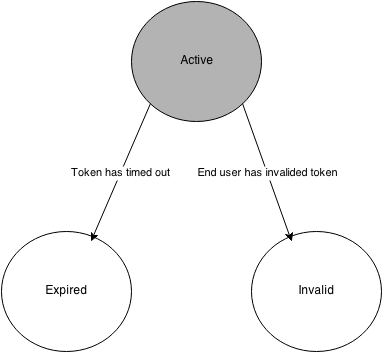 Active
Token has timed out
End user has invalided token
Expired
Invalid